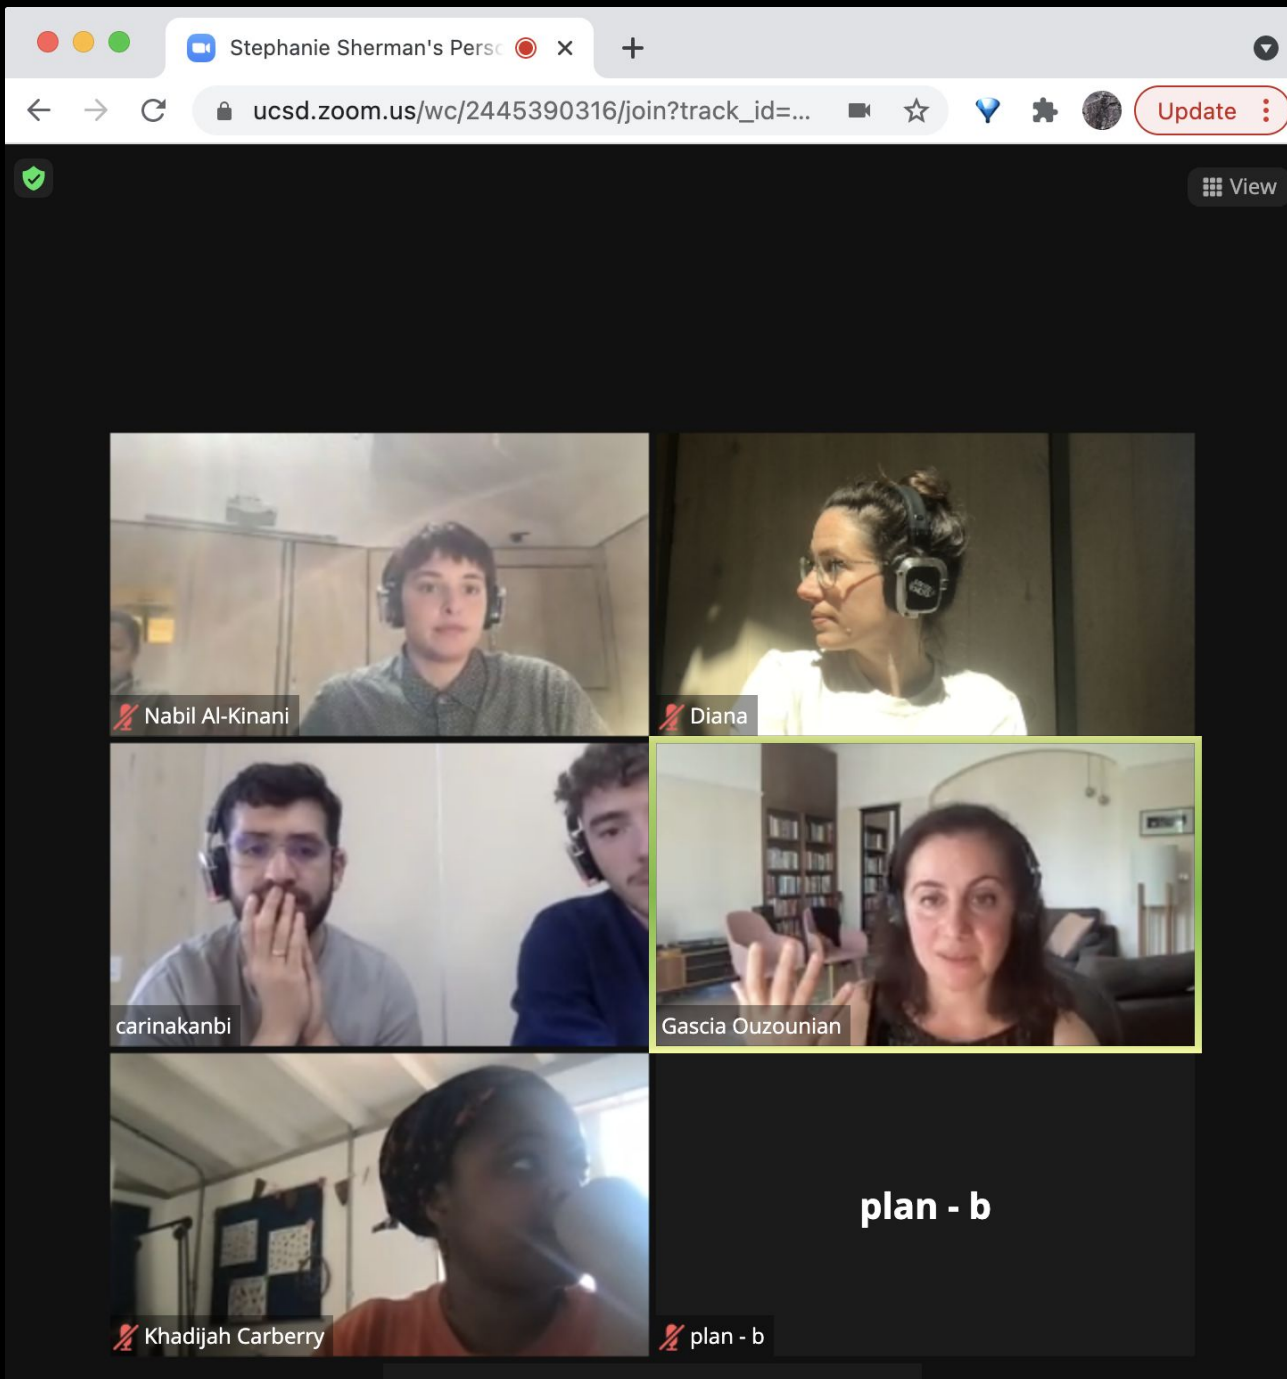 Stephanie Sherman's Pers
ucsd.zoom.us/wc/2445390316/join?track_id=...
Update
View
Nabil Al-Kinani
Diana
carinakanbi
Gascia Ouzounian
Khadijah Carberry
plan - b
plan - b